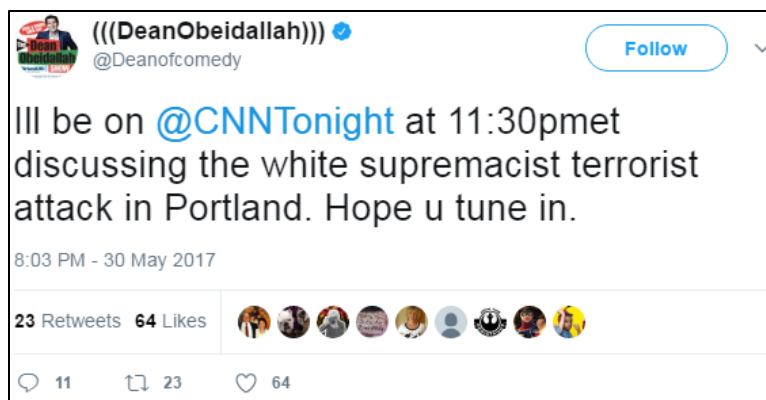 (((DeanObeidallah)))
@Deanofcomedy
Follow
Ill be on @CNNTonight at 11:30pmet
discussing the white supremacist terrorist
attack in Portland. Hope u tune in.
8:03 PM - 30 May 2017
23 Retweets 64 Likes
11 23 64